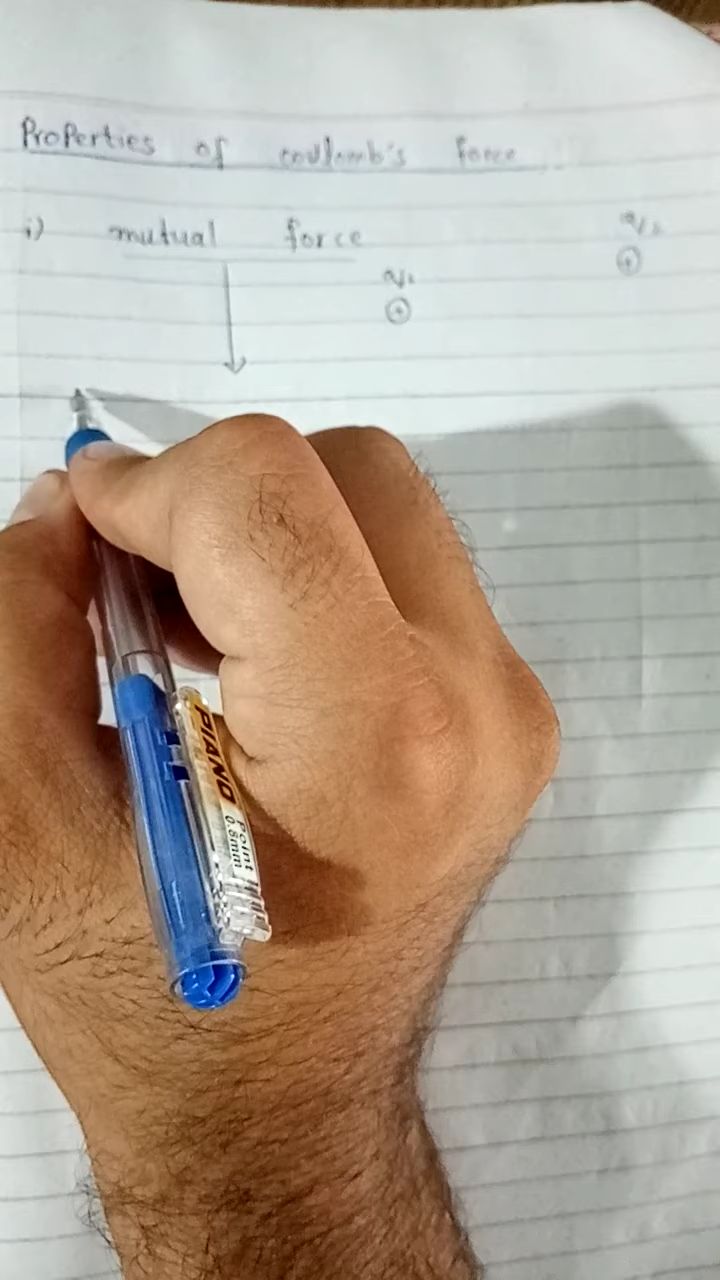 Properties of coulomb's force
i) mutual force
q₁
q₂
+
+
PIANO
Point
0.8mm